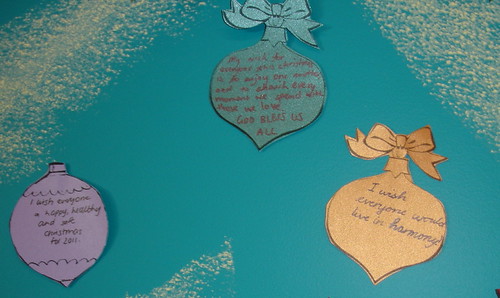 My wish for
everyone this christmas
is to enjoy one another
and to cherish every
moment we spend with
those we love.
GOD BLESS US
ALL
I wish everyone
a happy, healthy
and safe
christmas
for 2011.
I wish
everyone would
live in harmony